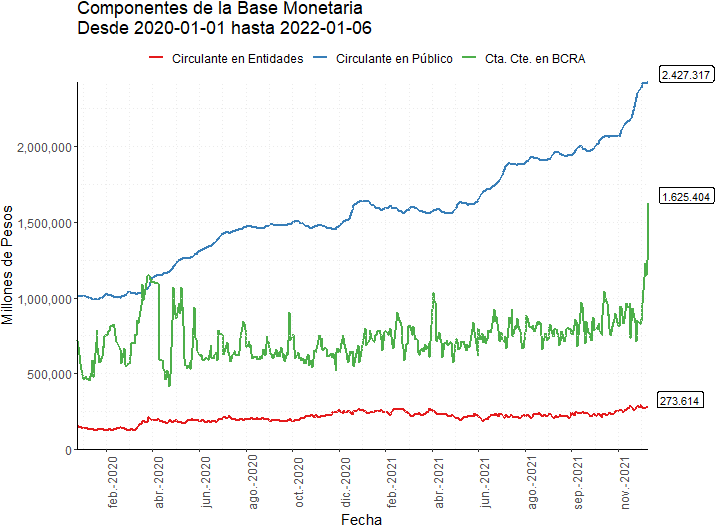 Componentes de la Base Monetaria
Desde 2020-01-01 hasta 2022-01-06
Circulante en Entidades Circulante en Público Cta. Cte. en BCRA
2.427.317
2,000,000
1.625.404
1,500,000
Millones de Pesos
1,000,000
500,000
273.614
0
feb.-2020 abr.-2020 jun.-2020 ago.-2020 oct.-2020 dic.-2020 feb.-2021 abr.-2021 jun.-2021 ago.-2021 sep.-2021 nov.-2021
Fecha